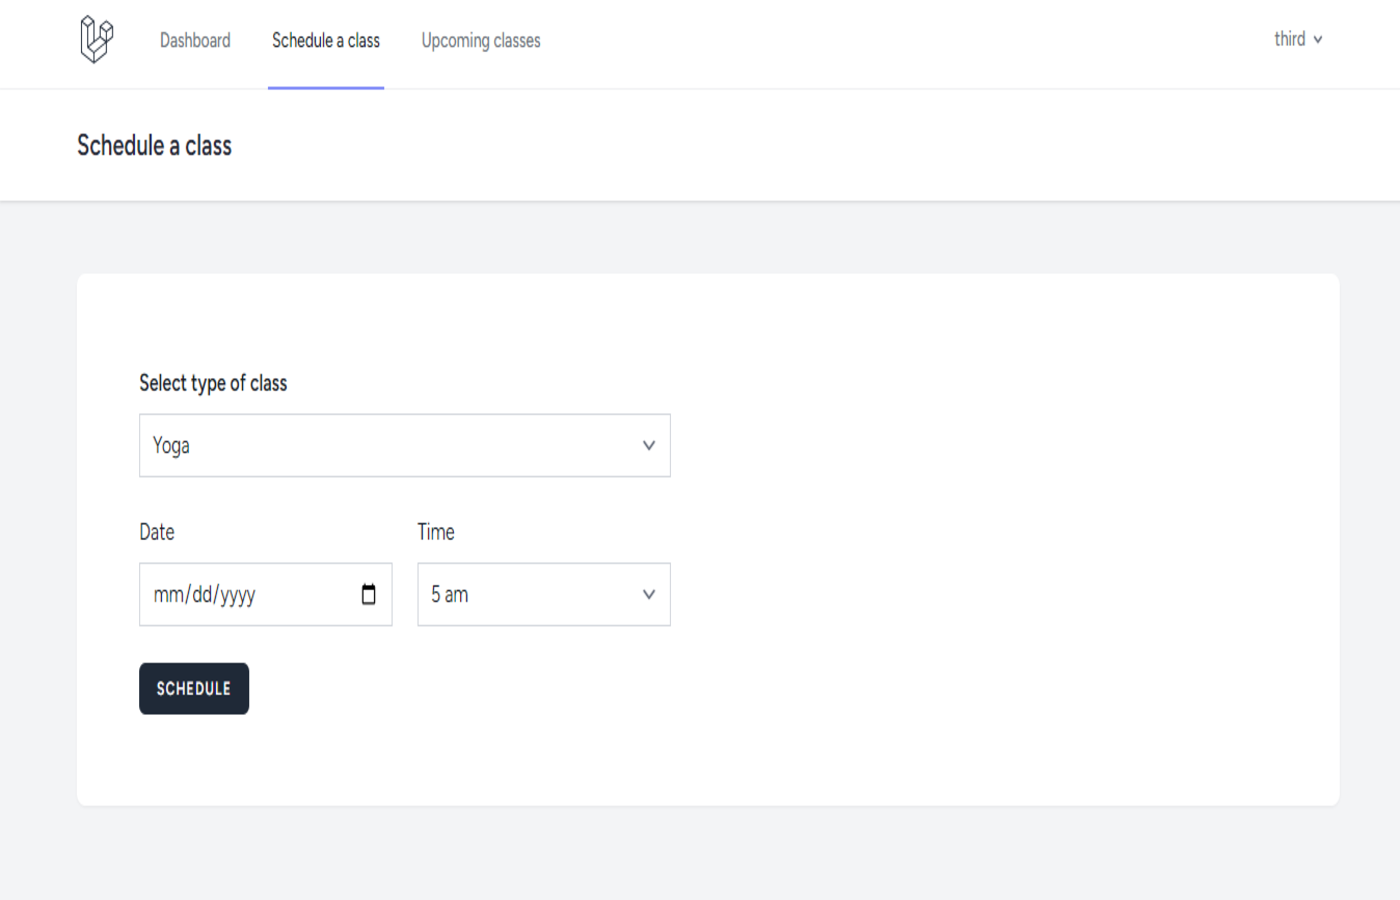 Dashboard Schedule a class Upcoming classes third
Schedule a class
Select type of class
Yoga
Date Time
mm/dd/yyyy 5 am
SCHEDULE